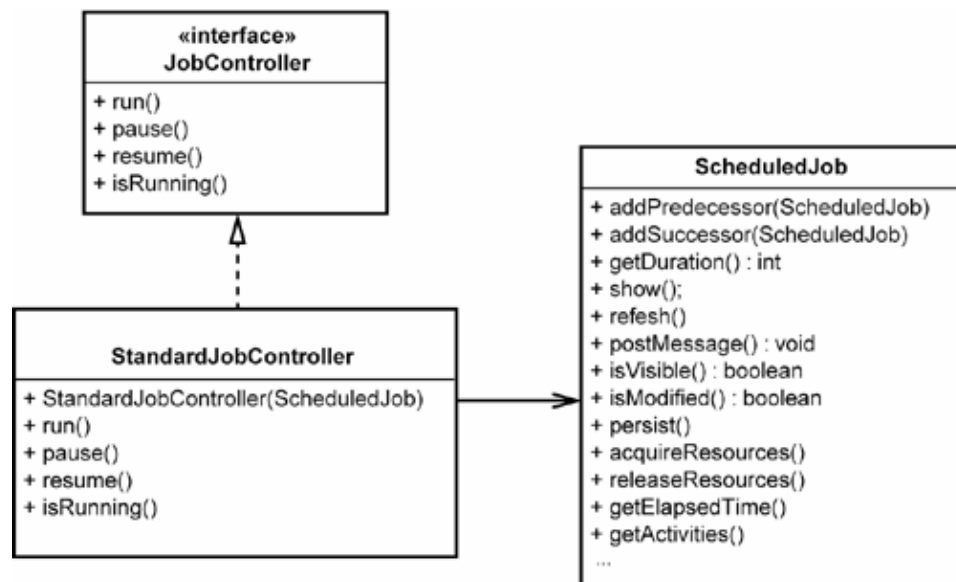 «interface»
JobController
+ run()
+ pause()
+ resume()
+ isRunning()
StandardJobController
+ StandardJobController(ScheduledJob)
+ run()
+ pause()
+ resume()
+ isRunning()
ScheduledJob
+ addPredecessor(ScheduledJob)
+ addSuccessor(ScheduledJob)
+ getDuration() : int
+ show();
+ refesh()
+ postMessage() : void
+ isVisible() : boolean
+ isModified() : boolean
+ persist()
+ acquireResources()
+ releaseResources()
+ getElapsedTime()
+ getActivities()
...